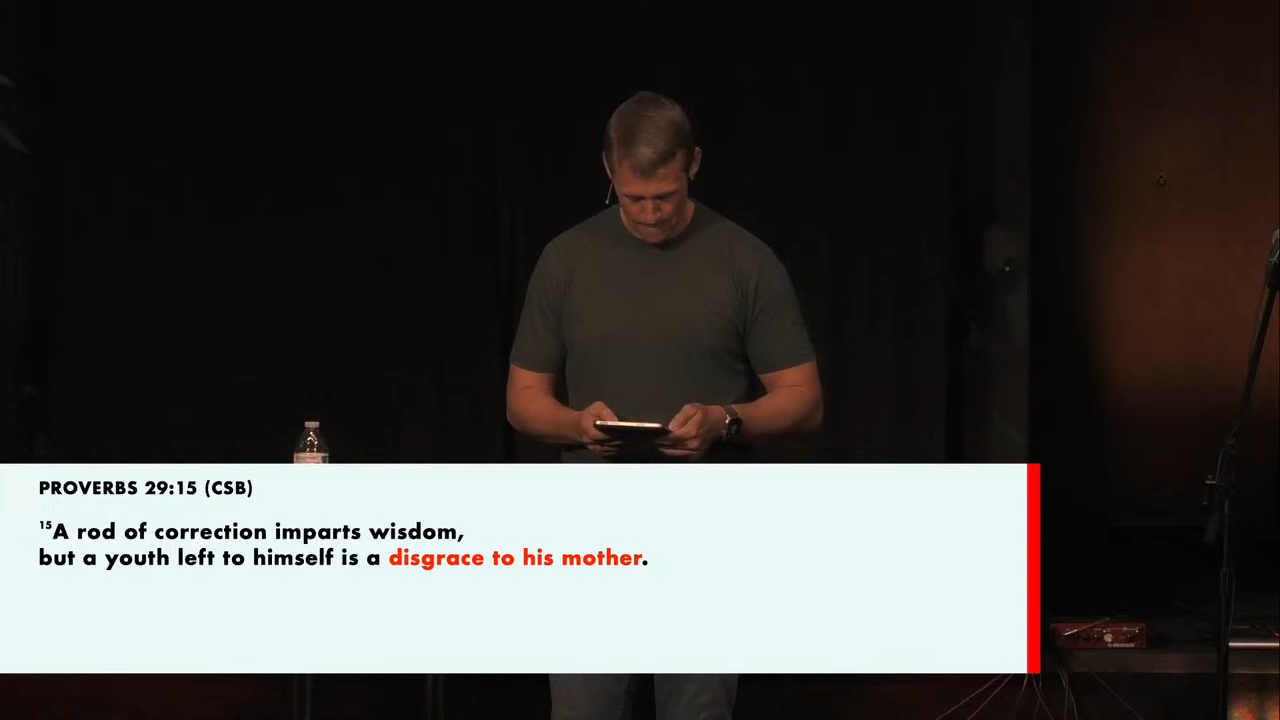 PROVERBS 29:15 (CSB)
¹⁵A rod of correction imparts wisdom,
but a youth left to himself is a disgrace to his mother.